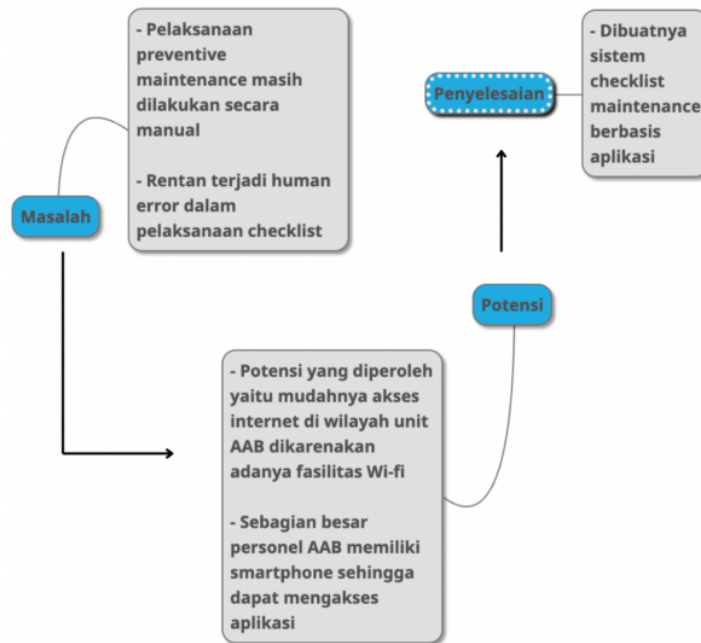 Masalah
- Pelaksanaan
preventive
maintenance masih
dilakukan secara
manual
- Rentan terjadi human
error dalam
pelaksanaan checklist
Potensi
- Potensi yang diperoleh
yaitu mudahnya akses
internet di wilayah unit
AAB dikarenakan
adanya fasilitas Wi-fi
- Sebagian besar
personel AAB memiliki
smartphone sehingga
dapat mengakses
aplikasi
Penyelesaian
- Dibuatnya
sistem
checklist
maintenance
berbasis
aplikasi